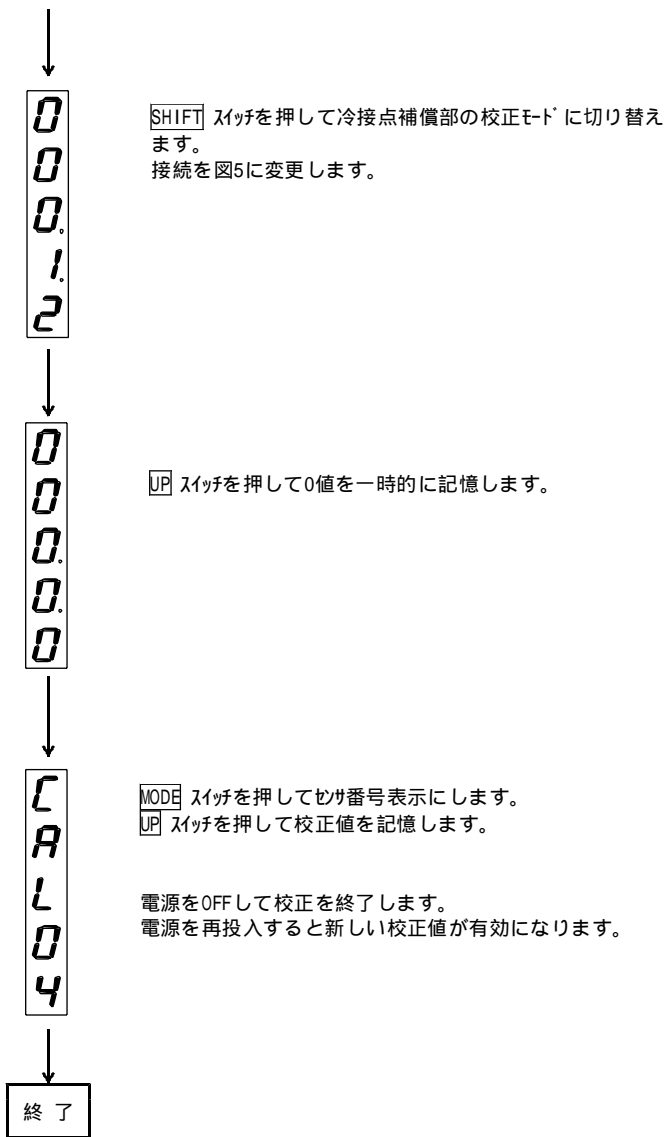 0
0
0.
1.
2
SHIFT スイッチを押して冷接点補償部の校正モードに切り替え
ます。
接続を図5に変更します。
0
0
0.
0.
0
UP スイッチを押して0値を一時的に記憶します。
C
A
L
0
4
MODE スイッチを押してセンサ番号表示にします。
UP スイッチを押して校正値を記憶します。
電源をOFFして校正を終了します。
電源を再投入すると新しい校正値が有効になります。
終 了